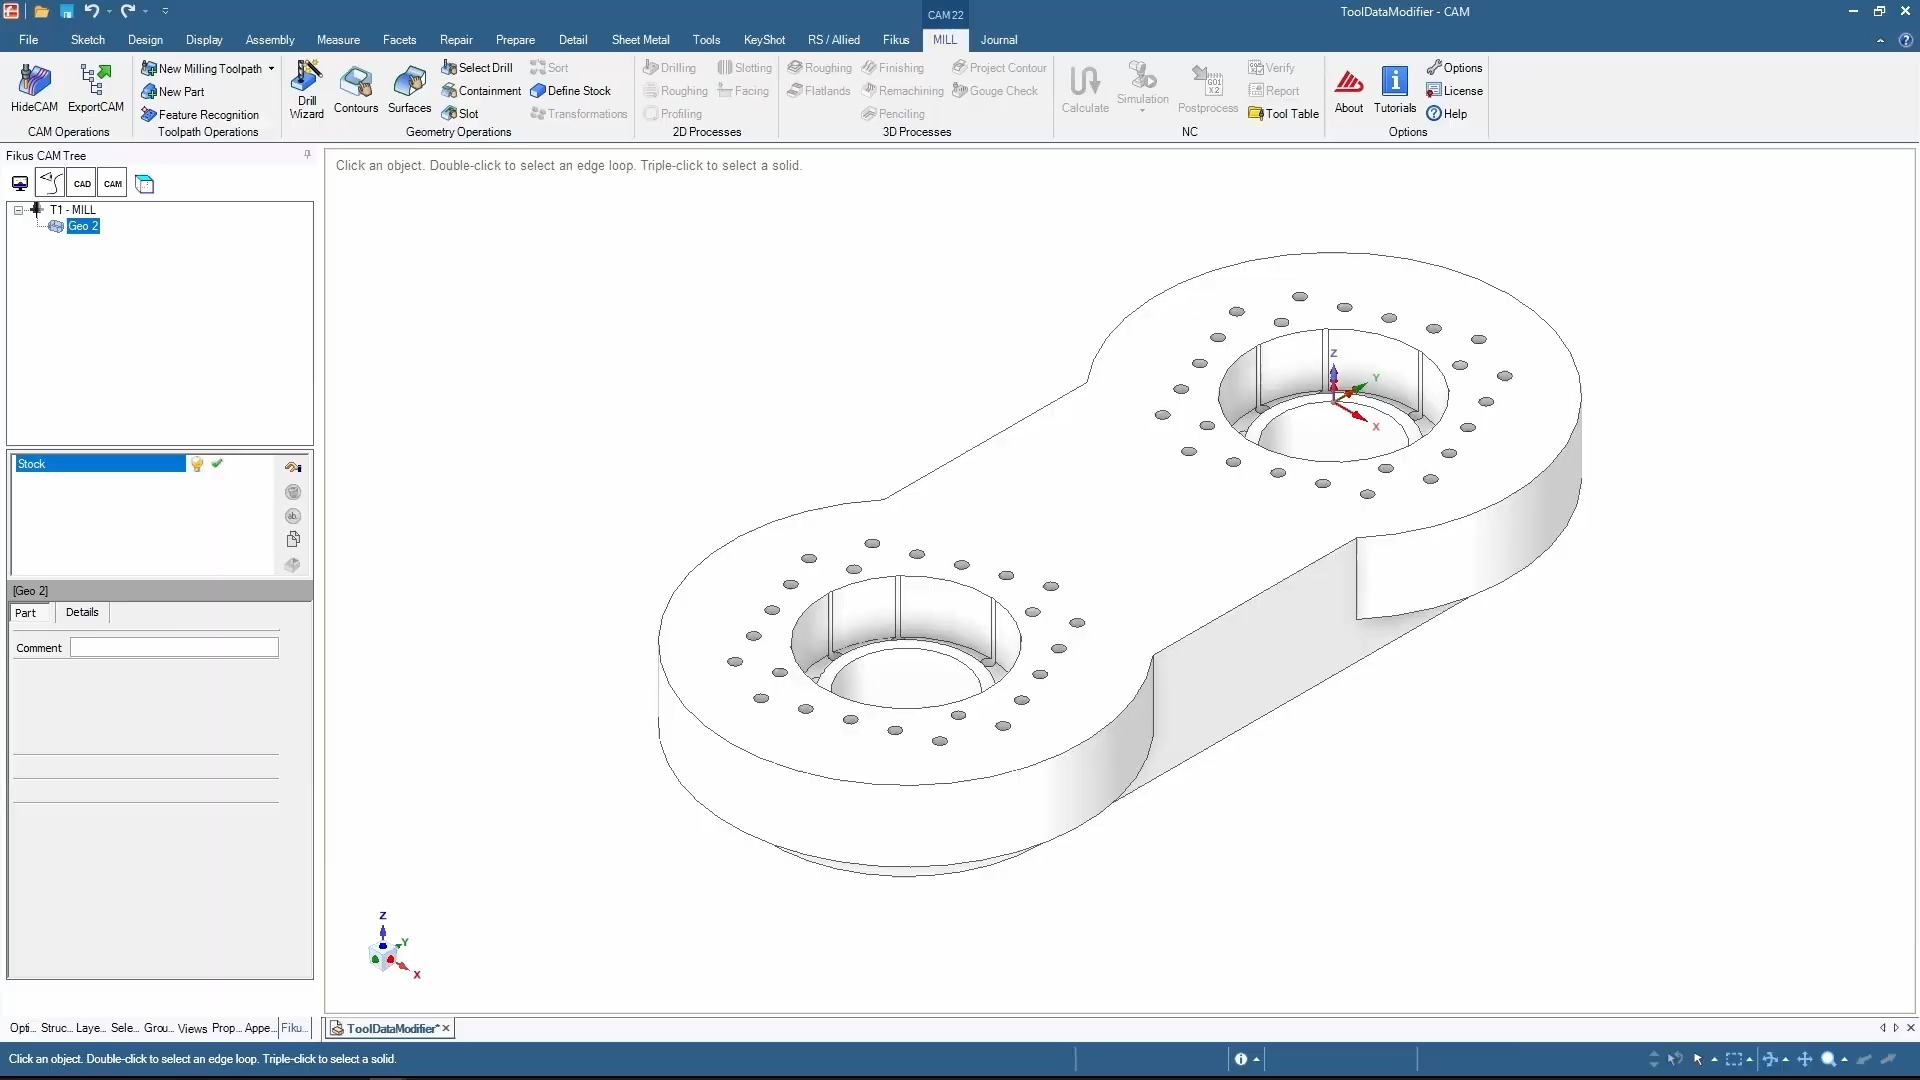 CAM 22
ToolDataModifier - CAM
File Sketch Design Display Assembly Measure Facets Repair Prepare Detail Sheet Metal Tools KeyShot RS / Allied Fikus MILL Journal
HideCAM
ExportCAM
CAM Operations
New Milling Toolpath
New Part
Feature Recognition
Toolpath Operations
Drill
Wizard
Contours
Surfaces
Select Drill
Containment
Slot
Sort
Define Stock
Transformations
Geometry Operations
Drilling
Roughing
Profiling
Slotting
Facing
2D Processes
Roughing
Flatlands
Finishing
Remachining
Penciling
Project Contour
Gouge Check
3D Processes
Calculate
Simulation
G01
X2
Postprocess
Verify
Report
Tool Table
NC
About
Tutorials
Options
License
Help
Options
Fikus CAM Tree
CAD
CAM
T1 - MILL
Geo 2
Stock
ab.
[Geo 2]
Part Details
Comment
Click an object. Double-click to select an edge loop. Triple-click to select a solid.
Z
Y
X
Z
Y
X
Opti... Struc... Laye... Sele... Grou... Views Prop... Appe... Fiku...
ToolDataModifier*
Click an object. Double-click to select an edge loop. Triple-click to select a solid.